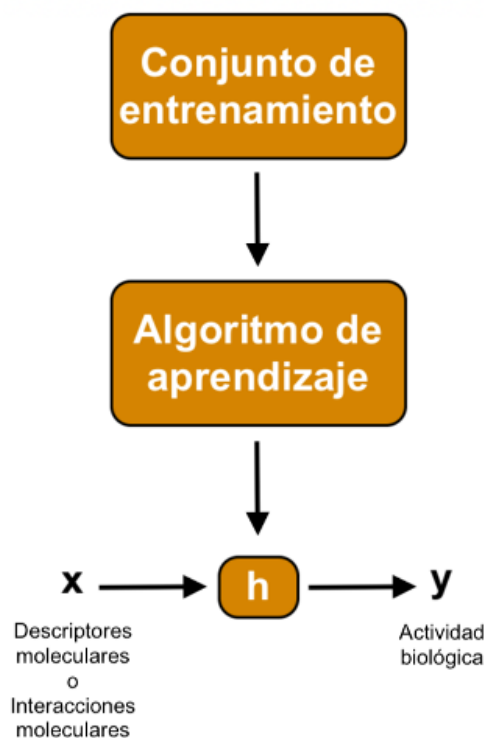 Conjunto de
entrenamiento
Algoritmo de
aprendizaje
x
h
y
Descriptores
moleculares
o
Interacciones
moleculares
Actividad
biológica